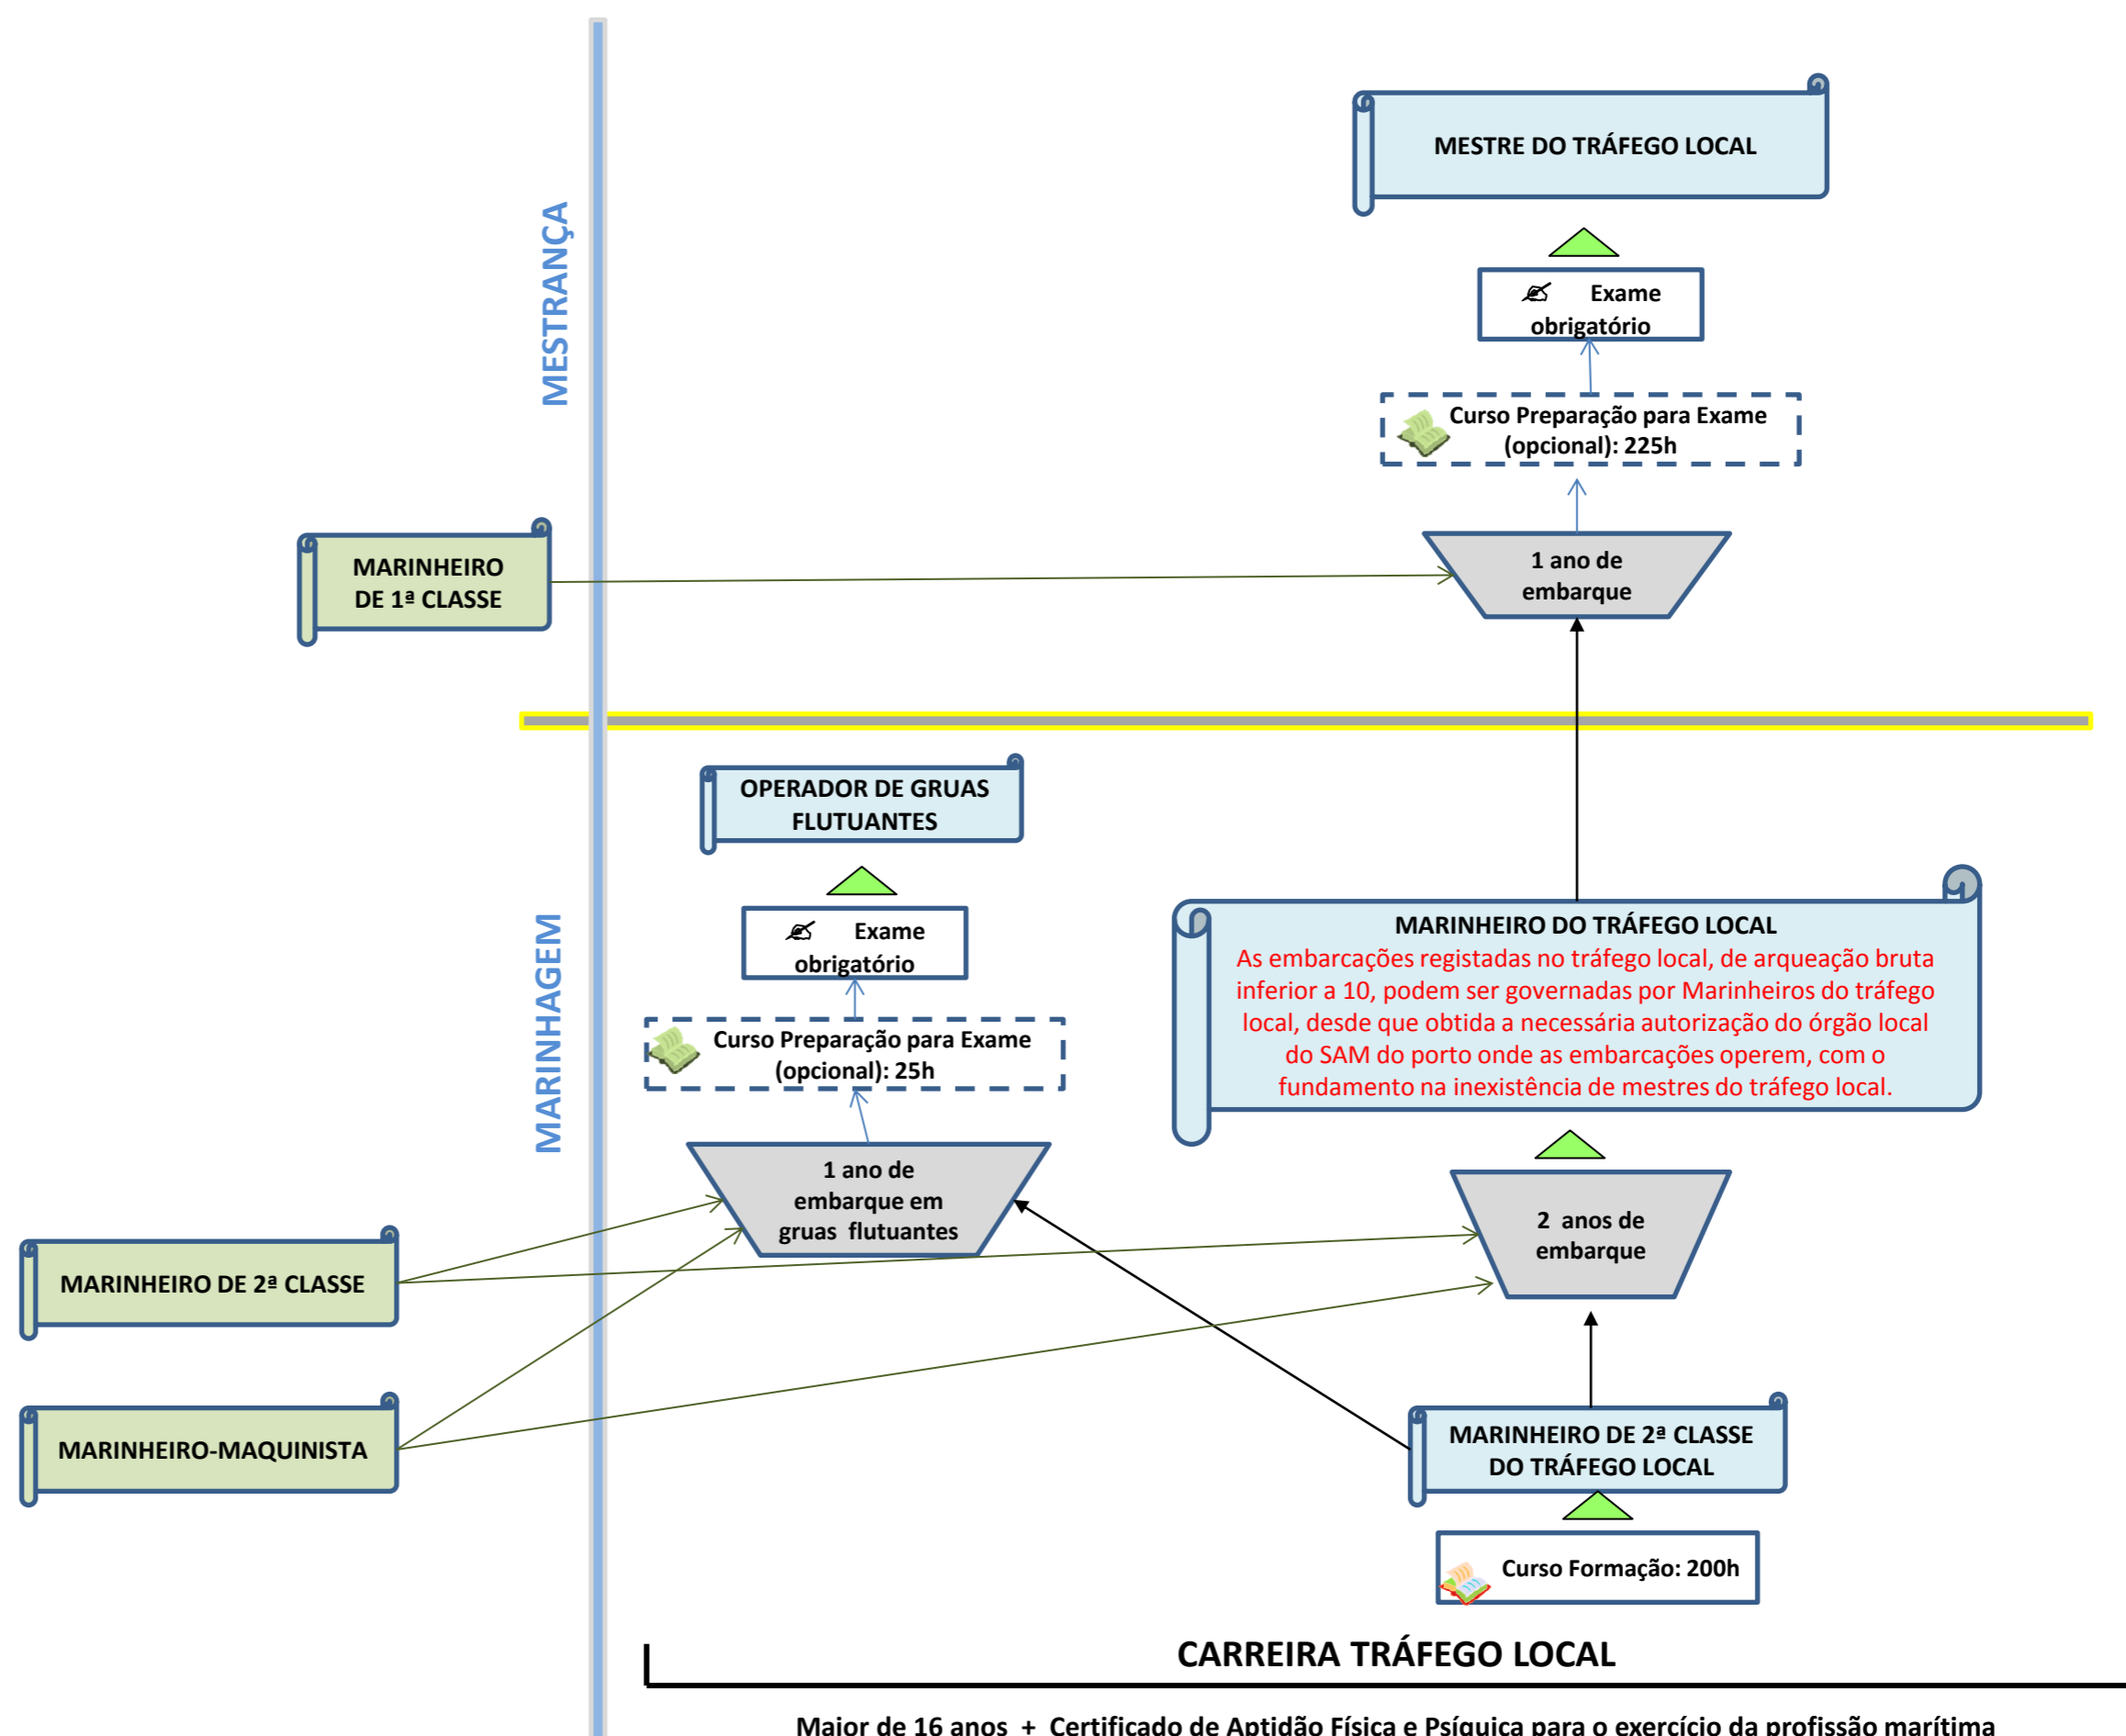 MESTRE DO TRÁFEGO LOCAL
MESTRANÇA
Exame
obrigatório
Curso Preparação para Exame
(opcional): 225h
MARINHEIRO
DE 1ª CLASSE
1 ano de
embarque
OPERADOR DE GRUAS
FLUTUANTES
MARINHAGEM
Exame
obrigatório
Curso Preparação para Exame
(opcional): 25h
1 ano de
embarque em
gruas flutuantes
MARINHEIRO DO TRÁFEGO LOCAL
As embarcações registadas no tráfego local, de arqueação bruta
inferior a 10, podem ser governadas por Marinheiros do tráfego
local, desde que obtida a necessária autorização do órgão local
do SAM do porto onde as embarcações operem, com o
fundamento na inexistência de mestres do tráfego local.
2 anos de
embarque
MARINHEIRO DE 2ª CLASSE
MARINHEIRO-MAQUINISTA
MARINHEIRO DE 2ª CLASSE
DO TRÁFEGO LOCAL
Curso Formação: 200h
CARREIRA TRÁFEGO LOCAL
Maior de 16 anos + Certificado de Aptidão Física e Psíquica para o exercício da profissão marítima